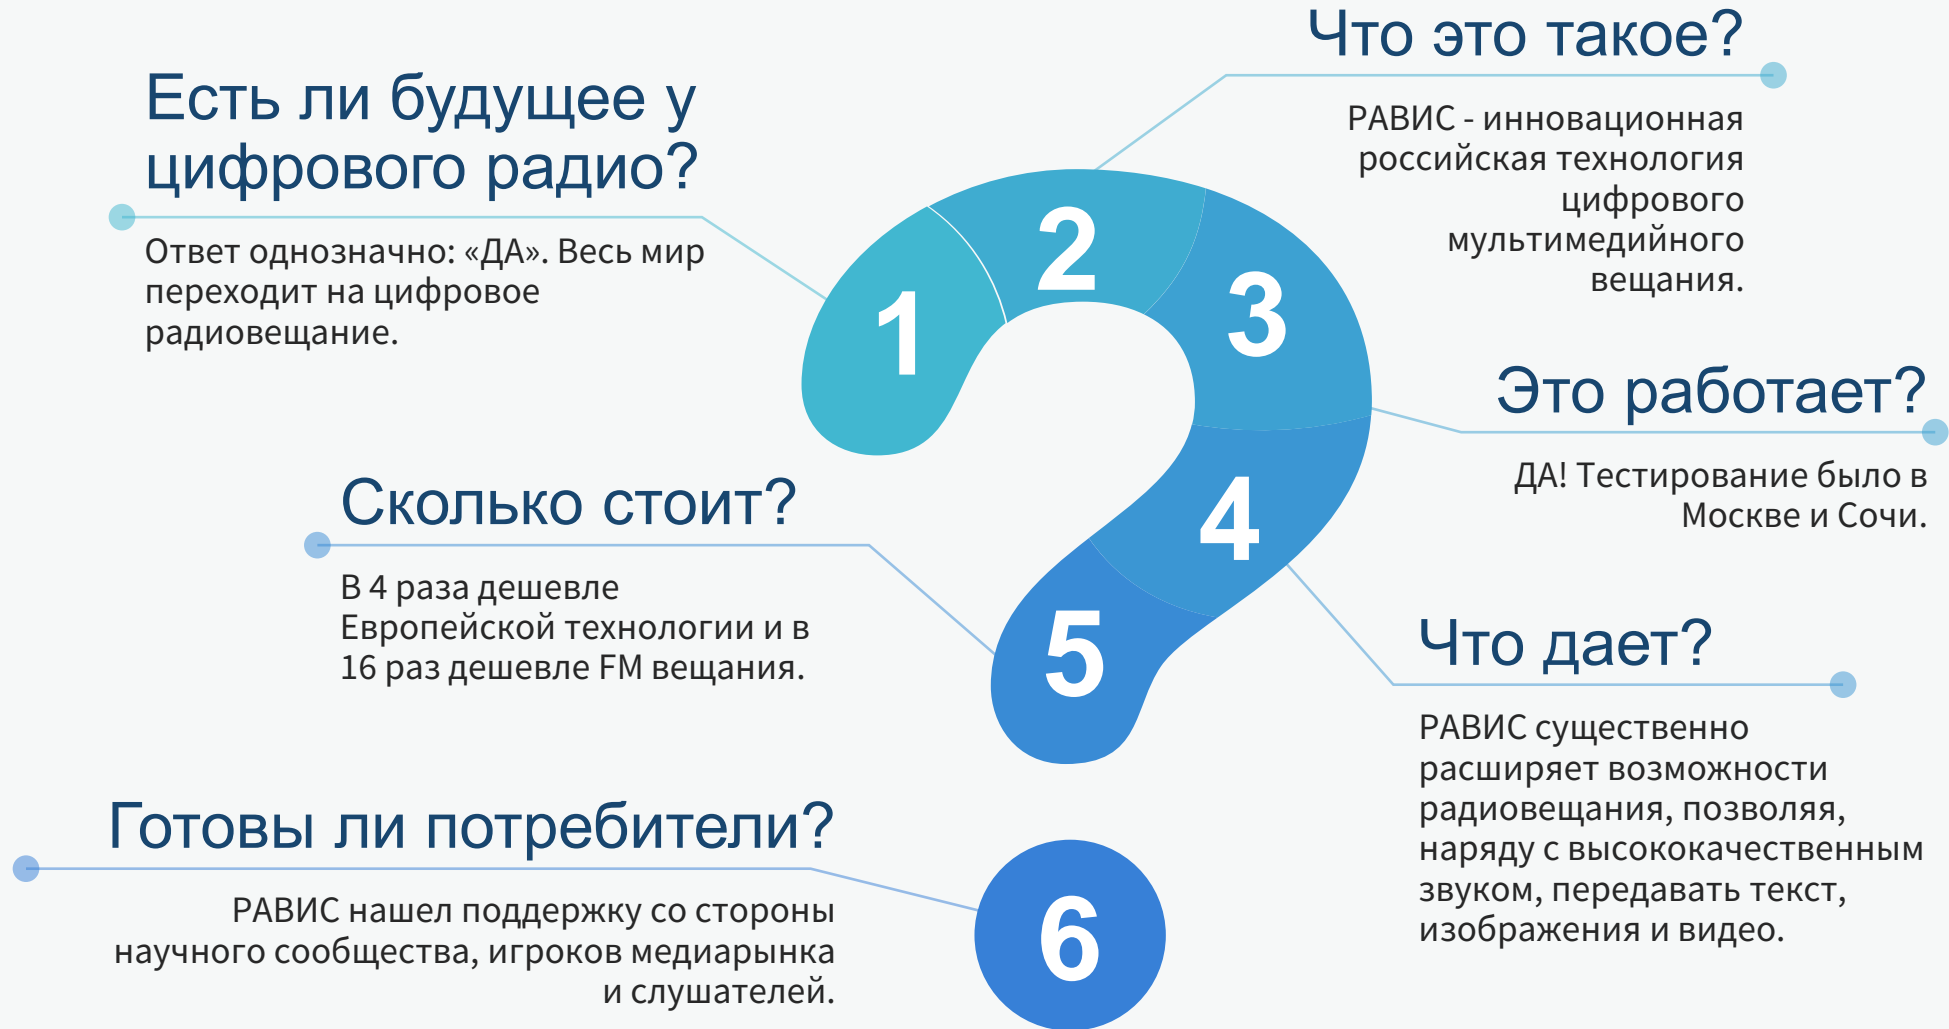 Есть ли будущее у
цифрового радио?
Ответ однозначно: «ДА». Весь мир
переходит на цифровое
радиовещание.
1
Что это такое?
РАВИС - инновационная
российская технология
цифрового
мультимедийного
вещания.
2
Это работает?
ДА! Тестирование было в
Москве и Сочи.
3
Что дает?
РАВИС существенно
расширяет возможности
радиовещания, позволяя,
наряду с высококачественным
звуком, передавать текст,
изображения и видео.
4
Сколько стоит?
В 4 раза дешевле
Европейской технологии и в
16 раз дешевле FM вещания.
5
Готовы ли потребители?
РАВИС нашел поддержку со стороны
научного сообщества, игроков медиарынка
и слушателей.
6